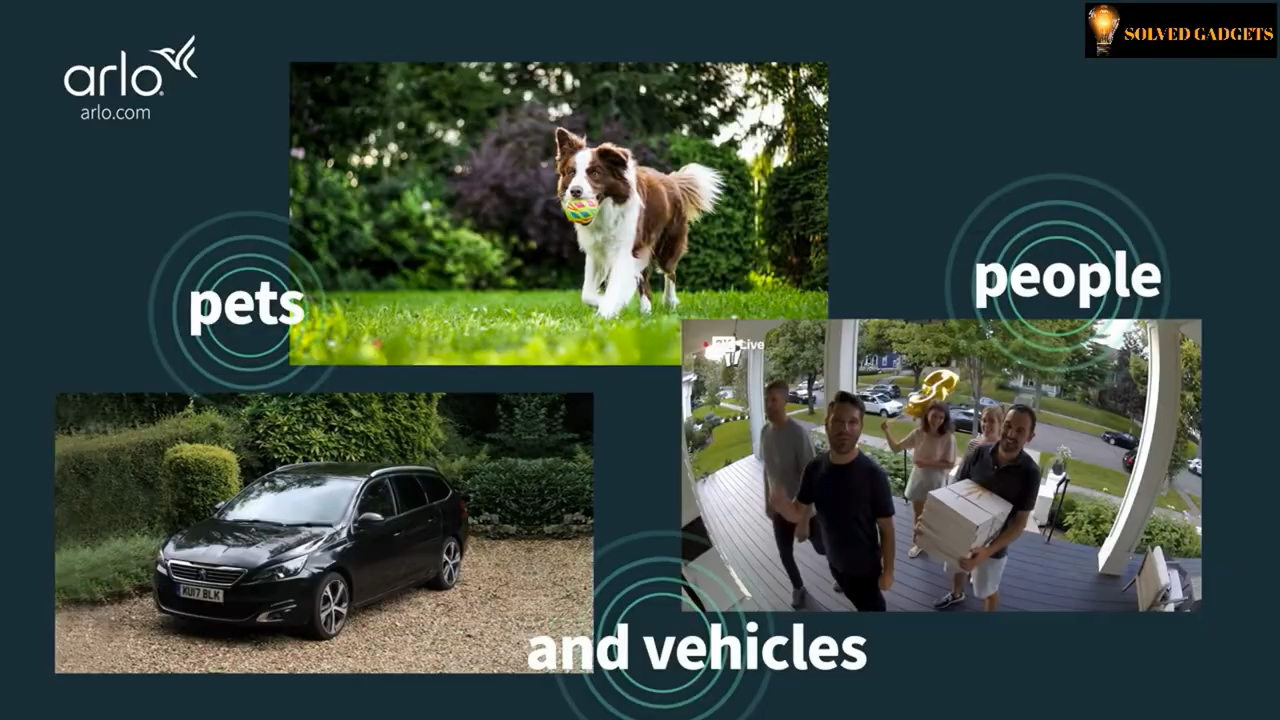 arlo
arlo.com
SOLVED GADGETS
pets
people
Live
KU17 BLK
and vehicles